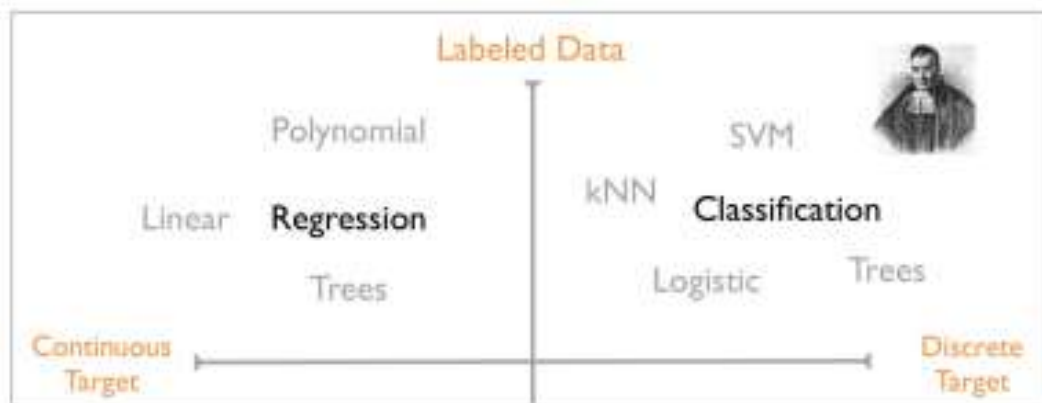 Labeled Data
Polynomial
SVM
kNN
Linear Regression
Classification
Trees
Logistic
Trees
Continuous
Target
Discrete
Target